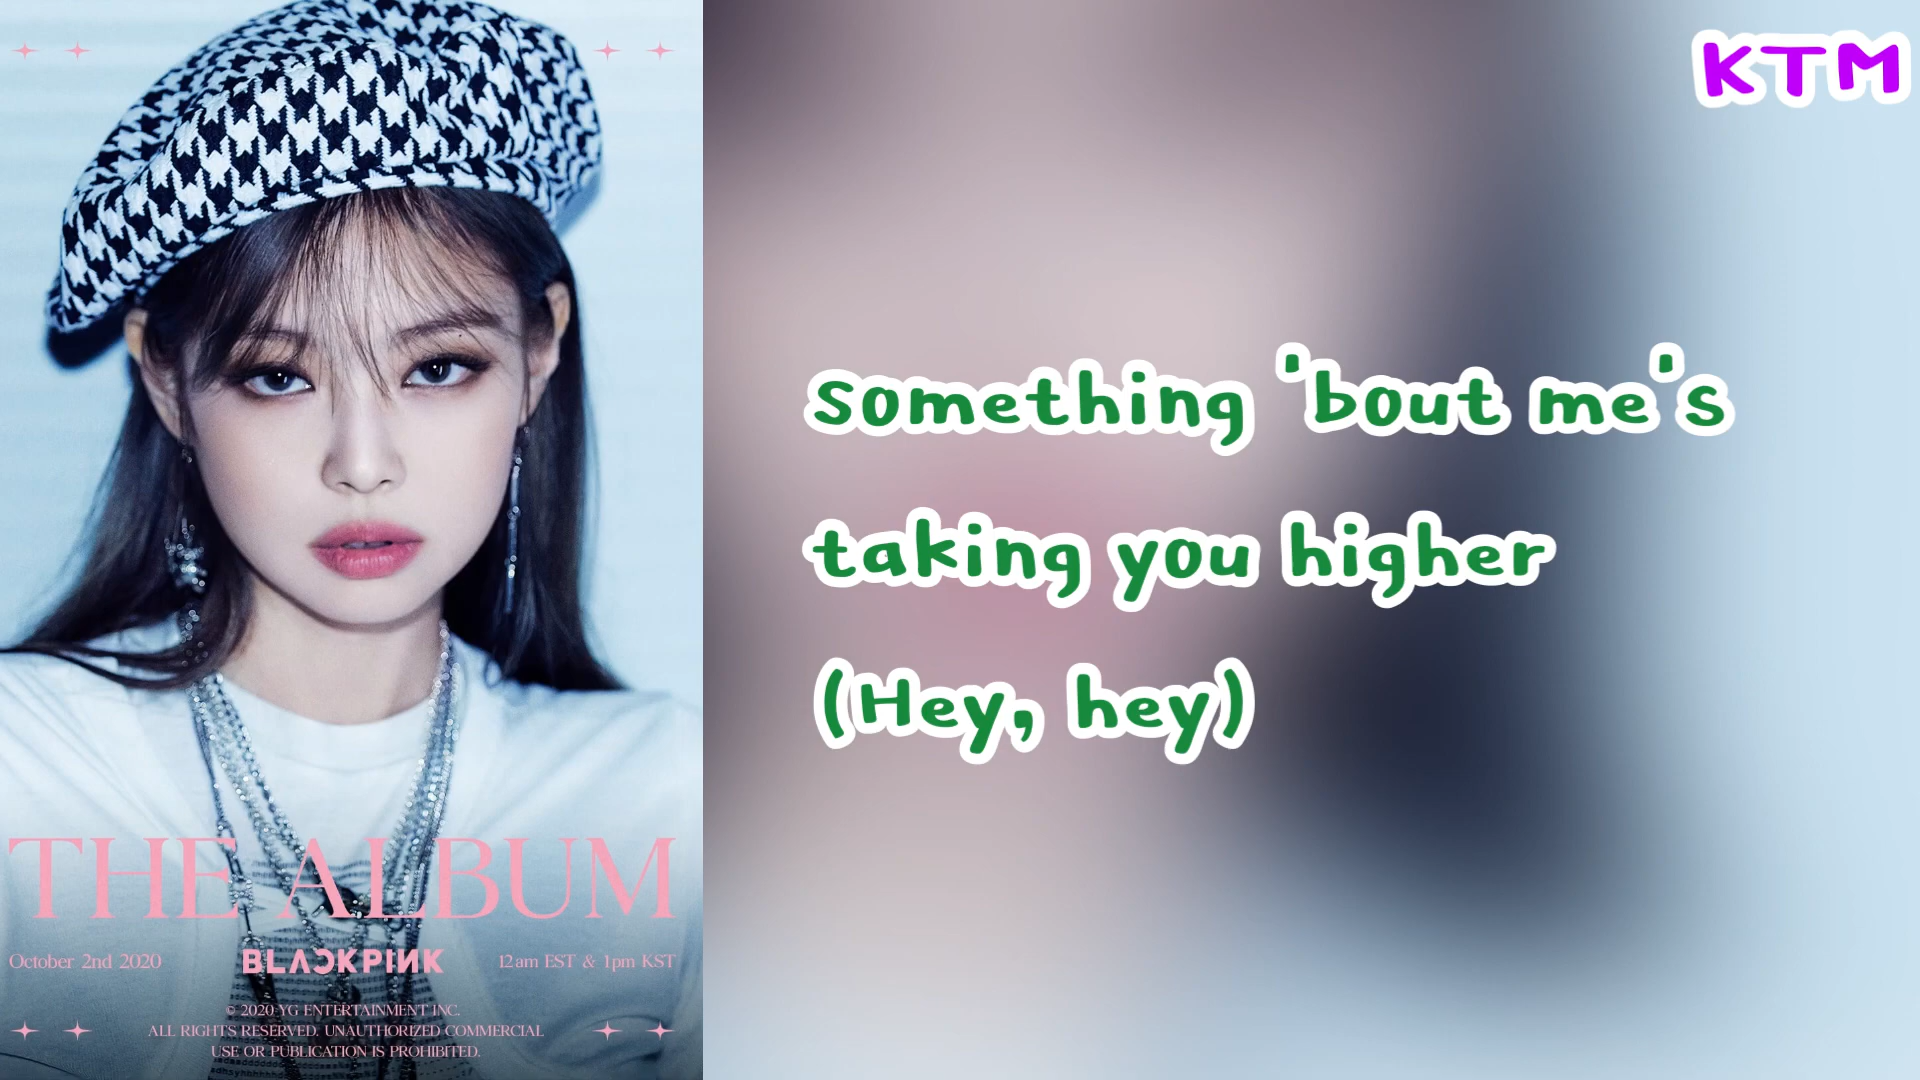 KTM
something 'bout me's
taking you higher
(Hey, hey)
THE ALBUM
October 2nd 2020
BLACKPINK
12am EST & 1pm KST
© 2020 YG ENTERTAINMENT INC.
ALL RIGHTS RESERVED. UNAUTHORIZED COMMERCIAL
USE OR PUBLICATION IS PROHIBITED.